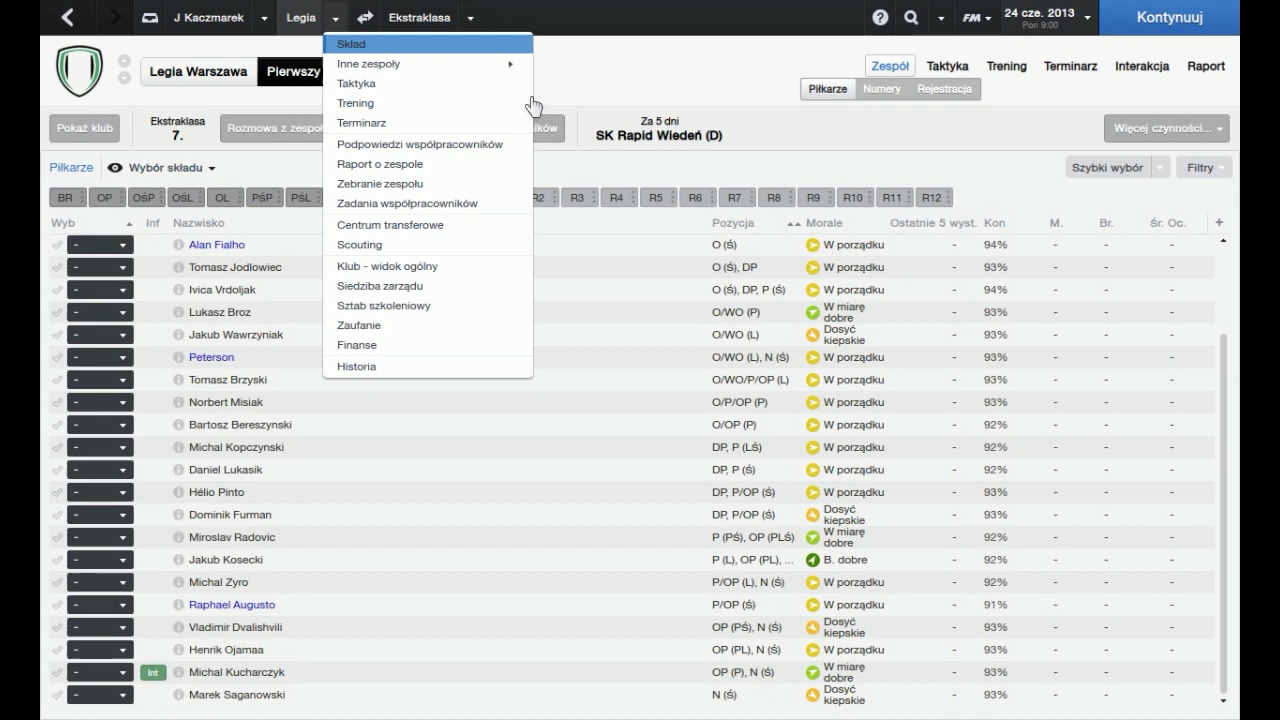 J Kaczmarek
Legia
Ekstraklasa
FM
24 cze. 2013
Pon 9:00
Kontynuuj
Legia Warszawa
Pierwszy
Zespół
Taktyka
Trening
Terminarz
Interakcja
Raport
Piłkarze
Numery
Rejestracja
Skład
Inne zespoły
Taktyka
Trening
Terminarz
Podpowiedzi współpracowników
Raport o zespole
Zebranie zespołu
Zadania współpracowników
Centrum transferowe
Scouting
Klub - widok ogólny
Siedziba zarządu
Sztab szkoleniowy
Zaufanie
Finanse
Historia
Pokaż klub
Ekstraklasa
7.
Rozmowa z zespoł
ików
Za 5 dni
SK Rapid Wiedeń (D)
Więcej czynności...
Piłkarze
Wybór składu
Szybki wybór
Filtry
BR OP OŚP OŚL OL PŚP PŚL R2 R3 R4 R5 R6 R7 R8 R9 R10 R11 R12
Wyb Inf Nazwisko Pozycja Morale Ostatnie 5 wyst. Kon M. Br. Śr. Oc. +
- Alan Fialho O (Ś) W porządku - 94% - - -
- Tomasz Jodlowiec O (Ś), DP W porządku - 93% - - -
- Ivica Vrdoljak O (Ś), DP, P (Ś) W porządku - 94% - - -
- Lukasz Broz O/WO (P) W miarę dobre - 93% - - -
- Jakub Wawrzyniak O/WO (L) Dosyć kiepskie - 93% - - -
- Peterson O/WO (L), N (Ś) W porządku - 93% - - -
- Tomasz Brzyski O/WO/P/OP (L) W porządku - 93% - - -
- Norbert Misiak O/P/OP (P) W porządku - 93% - - -
- Bartosz Bereszynski O/OP (P) W porządku - 93% - - -
- Michal Kopczynski DP, P (LŚ) W porządku - 92% - - -
- Daniel Lukasik DP, P (Ś) W porządku - 92% - - -
- Hélio Pinto DP, P/OP (Ś) W porządku - 93% - - -
- Dominik Furman DP, P/OP (Ś) Dosyć kiepskie - 93% - - -
- Miroslav Radovic P (PŚ), OP (PLŚ) W miarę dobre - 92% - - -
- Jakub Kosecki P (L), OP (PL), ... B. dobre - 92% - - -
- Michal Zyro P/OP (L), N (Ś) W porządku - 92% - - -
- Raphael Augusto P/OP (Ś) W porządku - 91% - - -
- Vladimir Dvalishvili OP (PŚ), N (Ś) Dosyć kiepskie - 93% - - -
- Henrik Ojamaa OP (PL), N (Ś) W porządku - 93% - - -
- Int Michal Kucharczyk OP (P), N (Ś) W miarę dobre - 92% - - -
- Marek Saganowski N (Ś) Dosyć kiepskie - 93% - - -